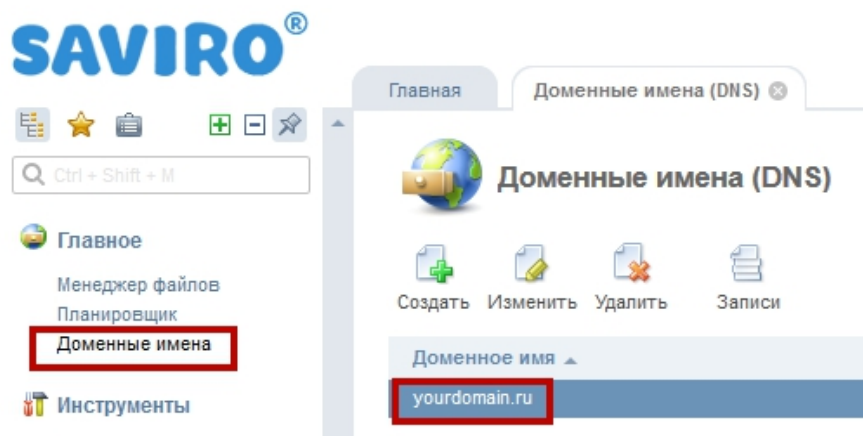 SAVIRO®
Главная
Доменные имена (DNS)
Ctrl + Shift + M
Доменные имена (DNS)
Главное
Менеджер файлов
Планировщик
Доменные имена
Инструменты
Создать Изменить Удалить Записи
Доменное имя
yourdomain.ru